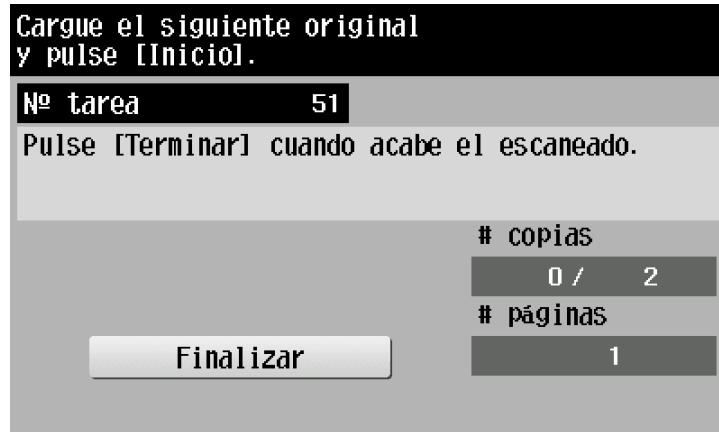 Cargue el siguiente original
y pulse [Inicio].
Nº tarea 51
Pulse [Terminar] cuando acabe el escaneado.
# copias
0 / 2
# páginas
Finalizar
1